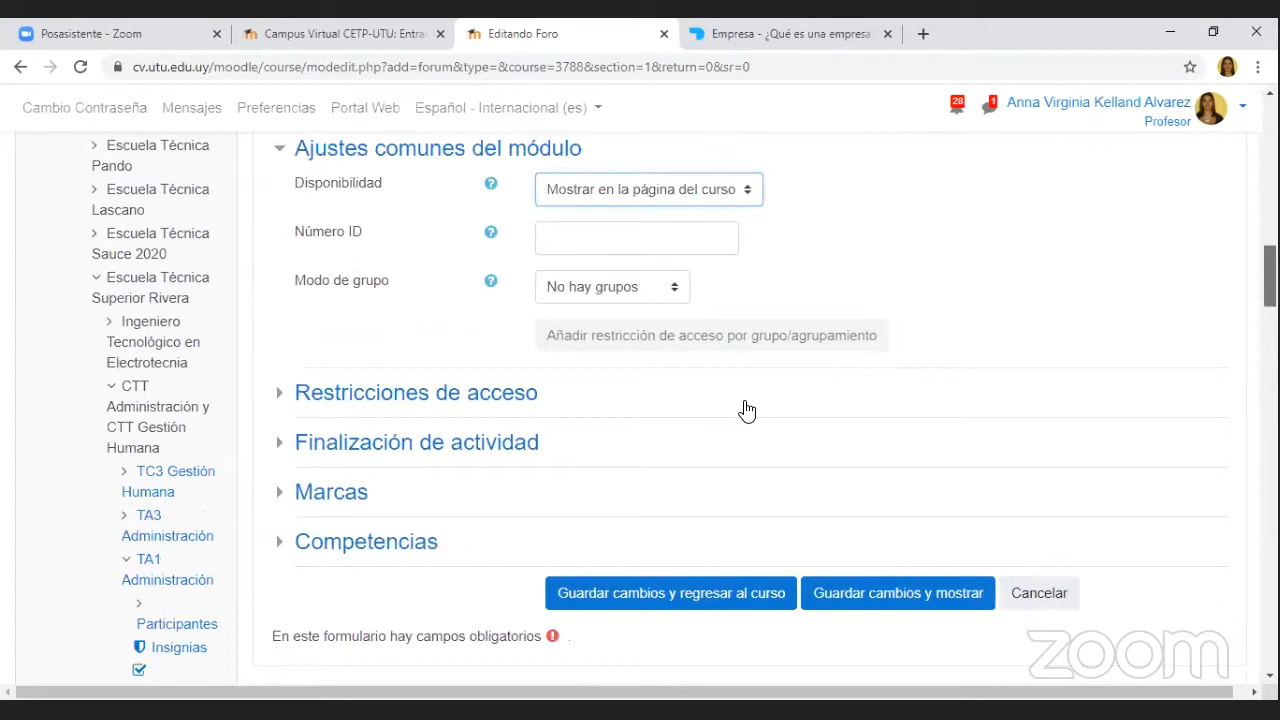 Posasistente - Zoom
Campus Virtual CETP-UTU: Entra
Editando Foro
Empresa - ¿Qué es una empresa
cv.utu.edu.uy/moodle/course/modedit.php?add=forum&type=&course=3788&section=1&return=0&sr=0
Cambio Contraseña Mensajes Preferencias Portal Web Español - Internacional (es)
28
1
Anna Virginia Kelland Alvarez
Profesor
Escuela Técnica
Pando
Escuela Técnica
Lascano
Escuela Técnica
Sauce 2020
Escuela Técnica
Superior Rivera
Ingeniero
Tecnológico en
Electrotecnia
CTT
Administración y
CTT Gestión
Humana
TC3 Gestión
Humana
TA3
Administración
TA1
Administración
Participantes
Insignias
Ajustes comunes del módulo
Disponibilidad
Mostrar en la página del curso
Número ID
Modo de grupo
No hay grupos
Añadir restricción de acceso por grupo/agrupamiento
Restricciones de acceso
Finalización de actividad
Marcas
Competencias
Guardar cambios y regresar al curso
Guardar cambios y mostrar
Cancelar
En este formulario hay campos obligatorios .
zoom